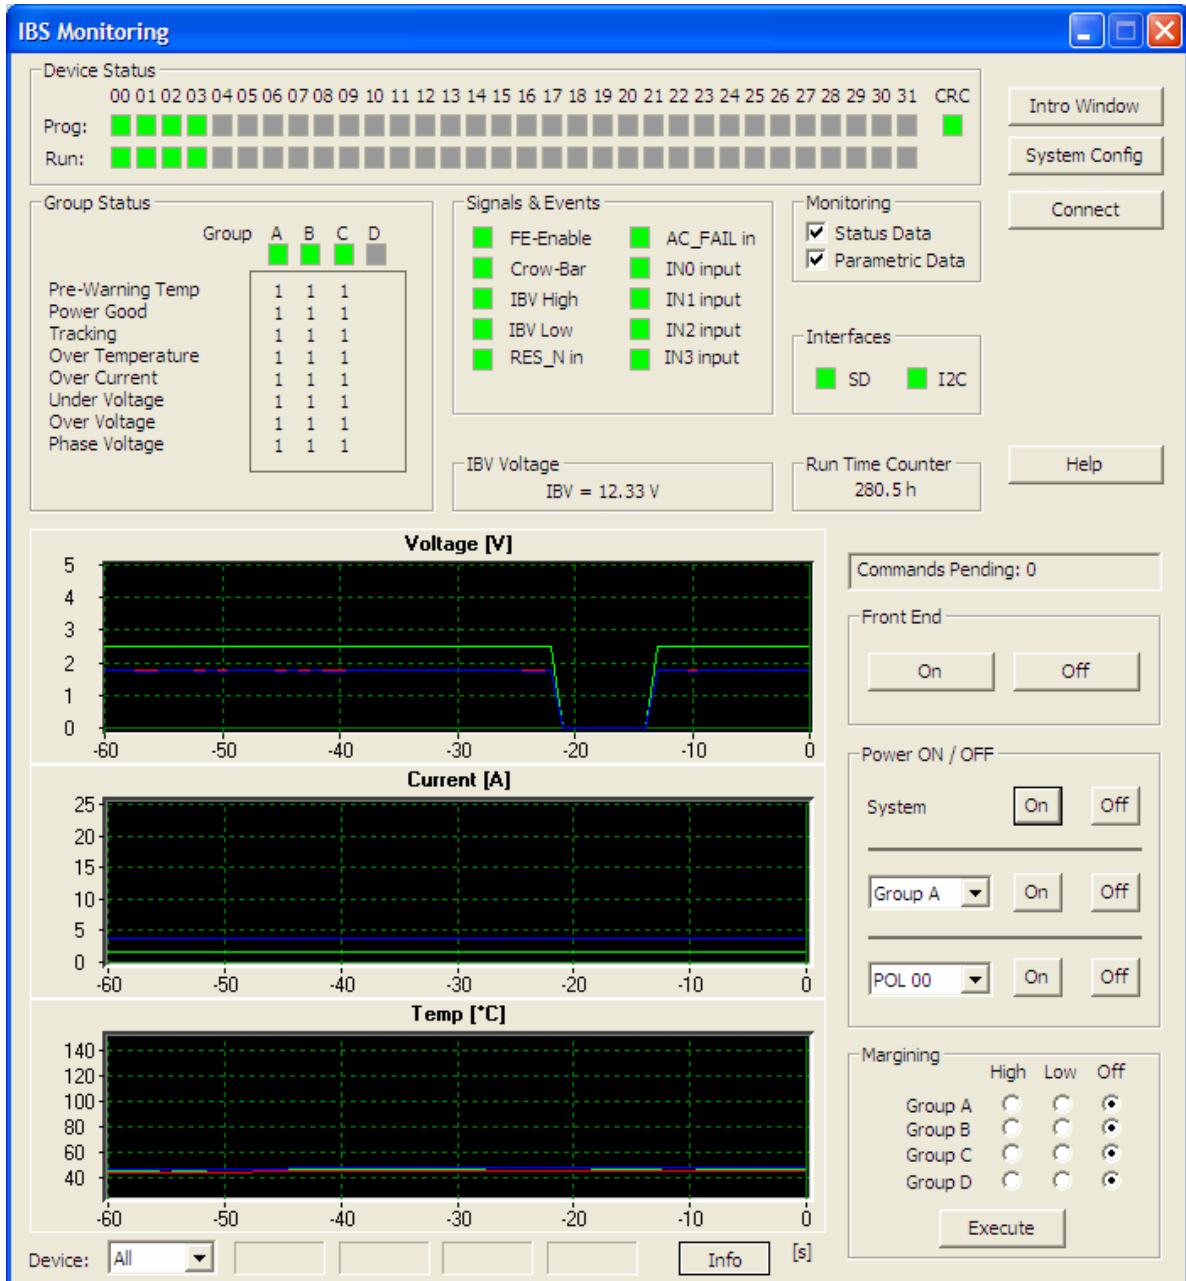 IBS Monitoring
Device Status
00 01 02 03 04 05 06 07 08 09 10 11 12 13 14 15 16 17 18 19 20 21 22 23 24 25 26 27 28 29 30 31 CRC
Prog:
Run:
Intro Window
System Config
Connect
Group Status
Group A B C D
Pre-Warning Temp 1 1 1
Power Good 1 1 1
Tracking 1 1 1
Over Temperature 1 1 1
Over Current 1 1 1
Under Voltage 1 1 1
Over Voltage 1 1 1
Phase Voltage 1 1 1
Signals & Events
FE-Enable AC_FAIL in
Crow-Bar IN0 input
IBV High IN1 input
IBV Low IN2 input
RES_N in IN3 input
Monitoring
Status Data
Parametric Data
Interfaces
SD I2C
IBV Voltage
IBV = 12.33 V
Run Time Counter
280.5 h
Help
Voltage [V]
5
4
3
2
1
0
-60 -50 -40 -30 -20 -10 0
Current [A]
25
20
15
10
5
0
-60 -50 -40 -30 -20 -10 0
Temp [°C]
140
120
100
80
60
40
-60 -50 -40 -30 -20 -10 0
Device: All Info [s]
Commands Pending: 0
Front End
On Off
Power ON / OFF
System On Off
Group A On Off
POL 00 On Off
Margining
High Low Off
Group A
Group B
Group C
Group D
Execute